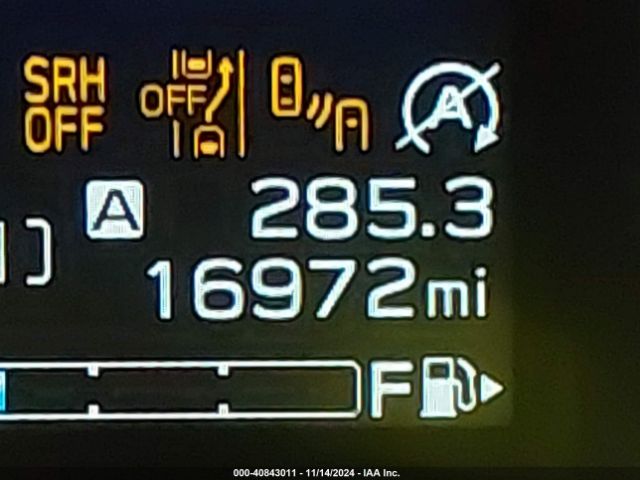 SRH
OFF
OFF
A
A 285.3
16972mi
F
000-40843011 - 11/14/2024 - IAA Inc.